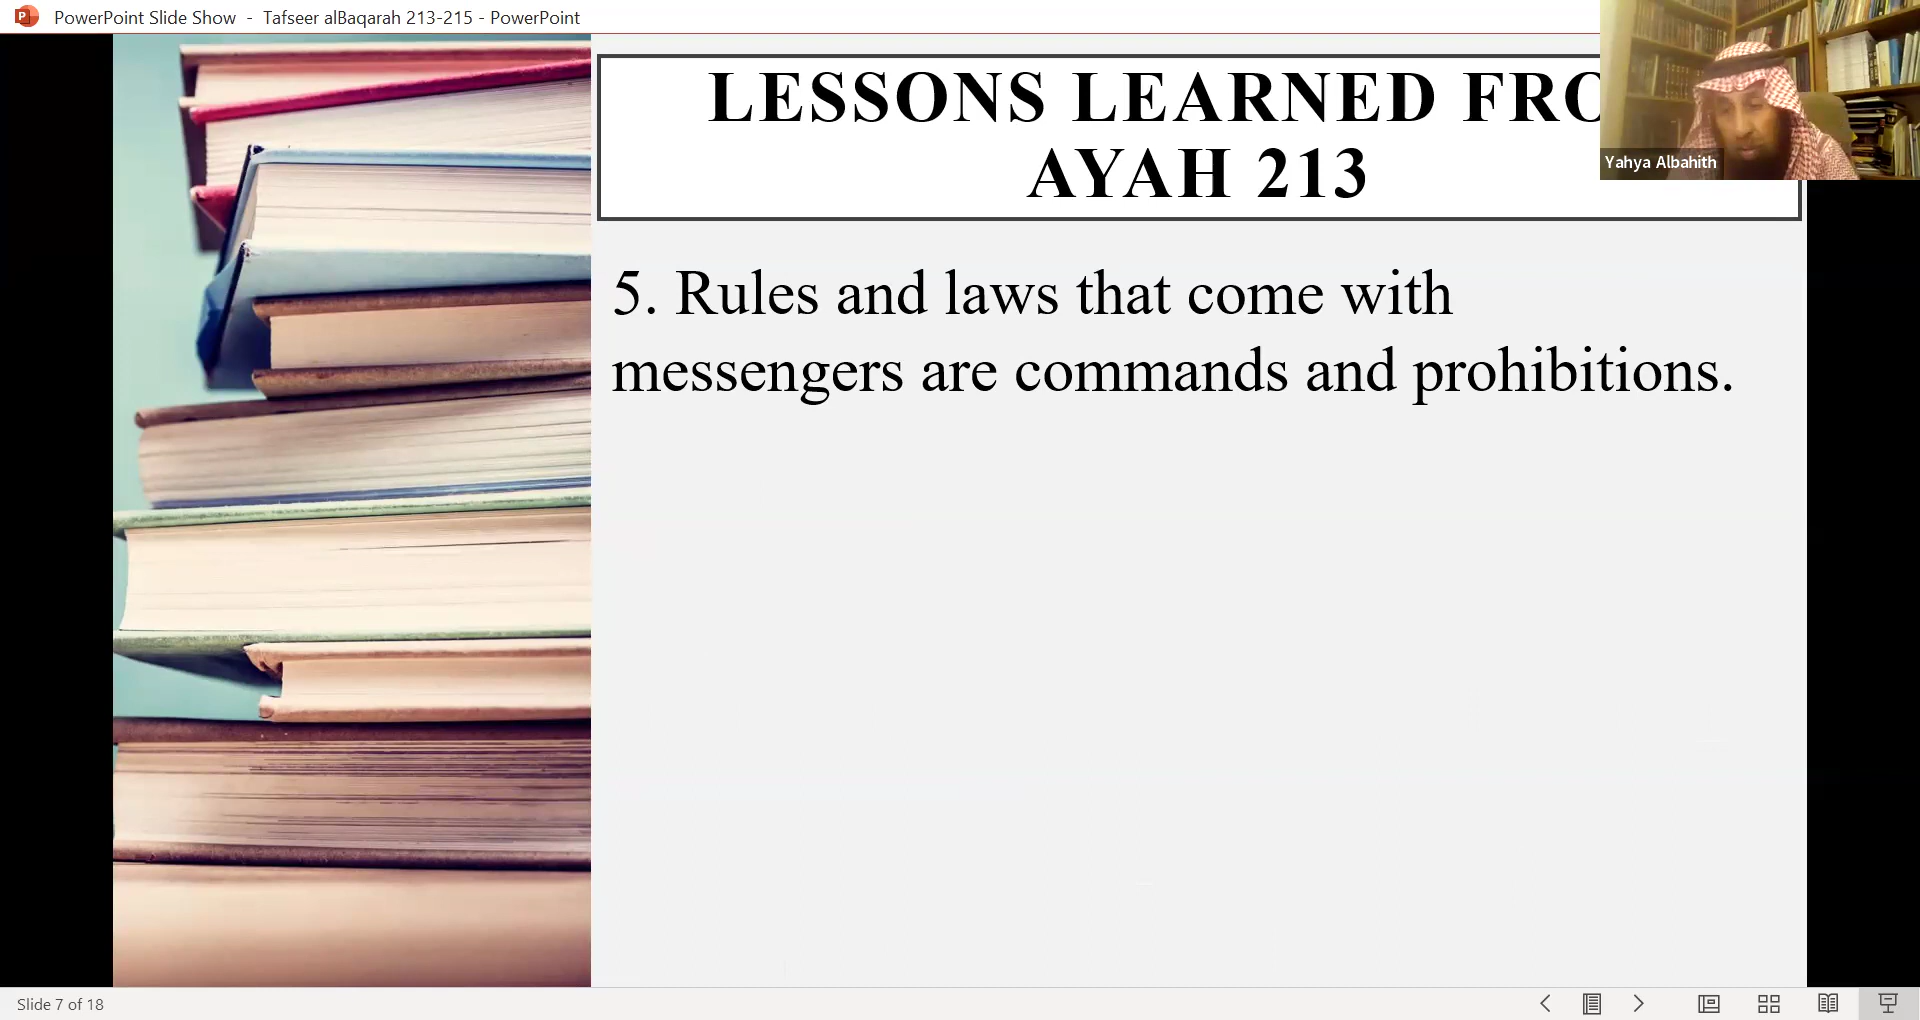 PowerPoint Slide Show - Tafseer alBaqarah 213-215 - PowerPoint
LESSONS LEARNED FRO
AYAH 213
Yahya Albahith
5. Rules and laws that come with
messengers are commands and prohibitions.
Slide 7 of 18